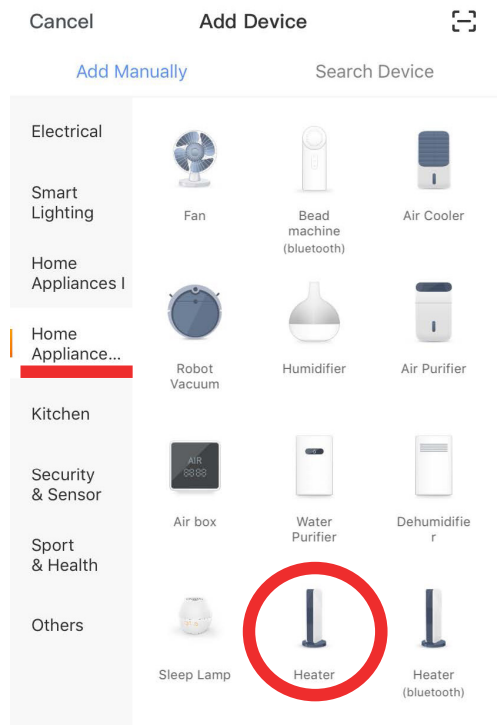 Cancel
Add Device
Add Manually
Search Device
Electrical
Smart
Lighting
Home
Appliances I
Home
Appliance...
Kitchen
Security
& Sensor
Sport
& Health
Others
Fan
Bead
machine
(bluetooth)
Air Cooler
Robot
Vacuum
Humidifier
Air Purifier
AIR
88:88
Air box
Water
Purifier
Dehumidifie
r
Sleep Lamp
Heater
Heater
(bluetooth)